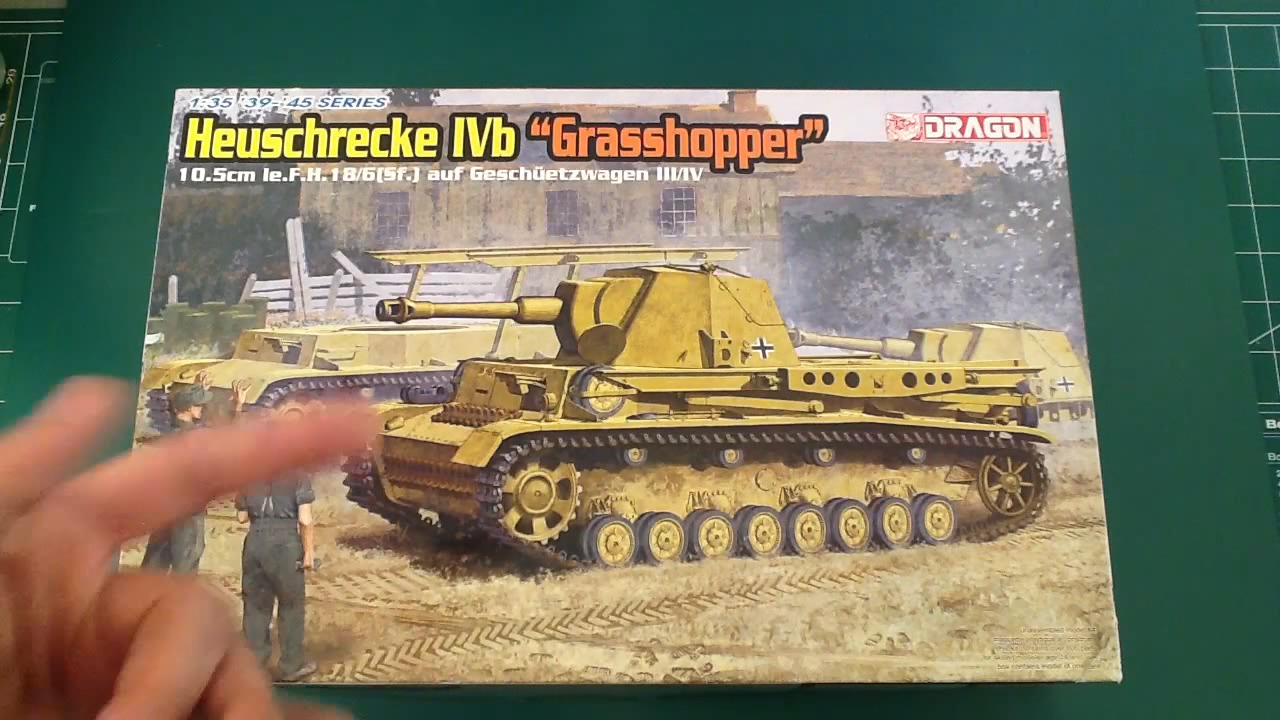 1:35 '39-'45 SERIES
Heuschrecke IVb "Grasshopper"
DRAGON
10.5cm le.F.H.18/6(Sf.) auf Geschüetzwagen III/IV